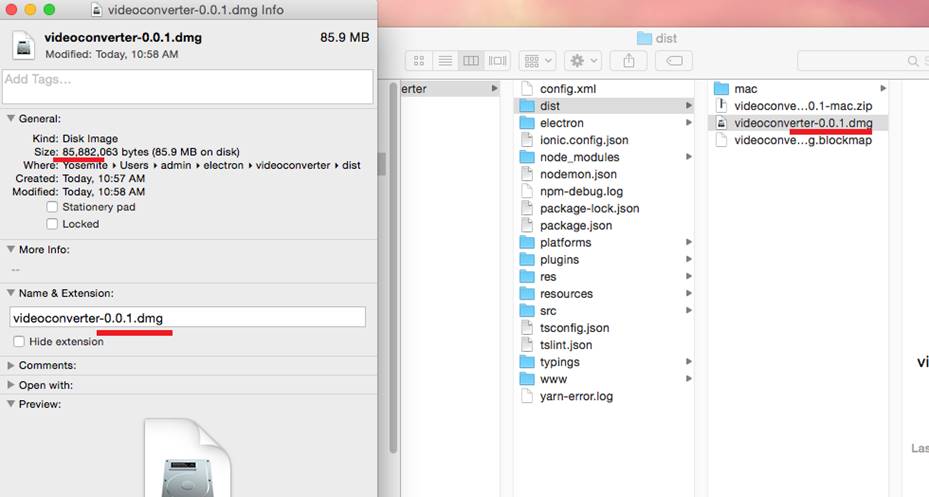 videoconverter-0.0.1.dmg Info
videoconverter-0.0.1.dmg 85.9 MB
Modified: Today, 10:58 AM
Add Tags…
General:
Kind: Disk Image
Size: 85,882,063 bytes (85.9 MB on disk)
Where: Yosemite ▸ Users ▸ admin ▸ electron ▸ videoconverter ▸ dist
Created: Today, 10:57 AM
Modified: Today, 10:58 AM
Stationery pad
Locked
More Info:
--
Name & Extension:
videoconverter-0.0.1.dmg
Hide extension
Comments:
Open with:
Preview:
dist
erter
config.xml
dist
electron
ionic.config.json
node_modules
nodemon.json
npm-debug.log
package-lock.json
package.json
platforms
plugins
res
resources
src
tsconfig.json
tslint.json
typings
www
yarn-error.log
mac
videoconve…0.1-mac.zip
videoconverter-0.0.1.dmg
videoconve…g.blockmap
vi
Las